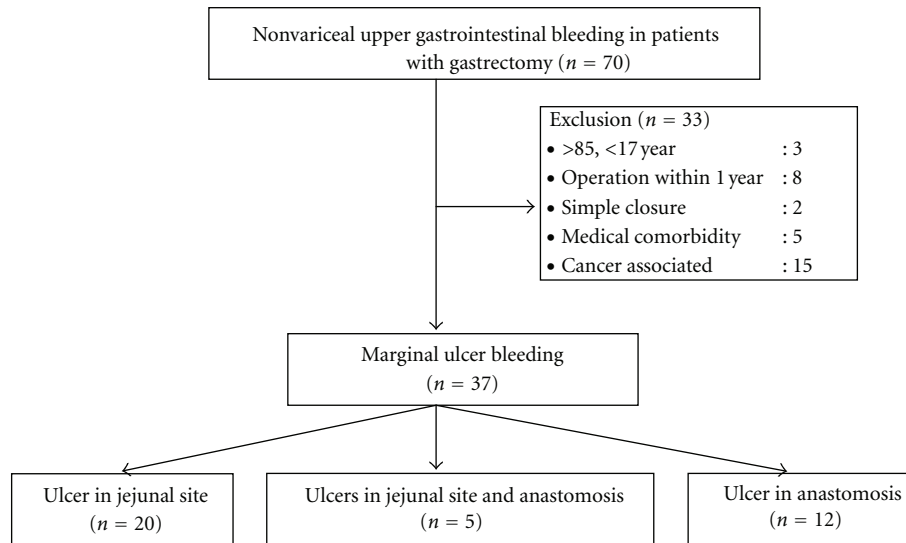 Nonvariceal upper gastrointestinal bleeding in patients
with gastrectomy (n = 70)
Exclusion (n = 33)
• >85, <17 year : 3
• Operation within 1 year : 8
• Simple closure : 2
• Medical comorbidity : 5
• Cancer associated : 15
Marginal ulcer bleeding
(n = 37)
Ulcer in jejunal site
(n = 20)
Ulcers in jejunal site and anastomosis
(n = 5)
Ulcer in anastomosis
(n = 12)